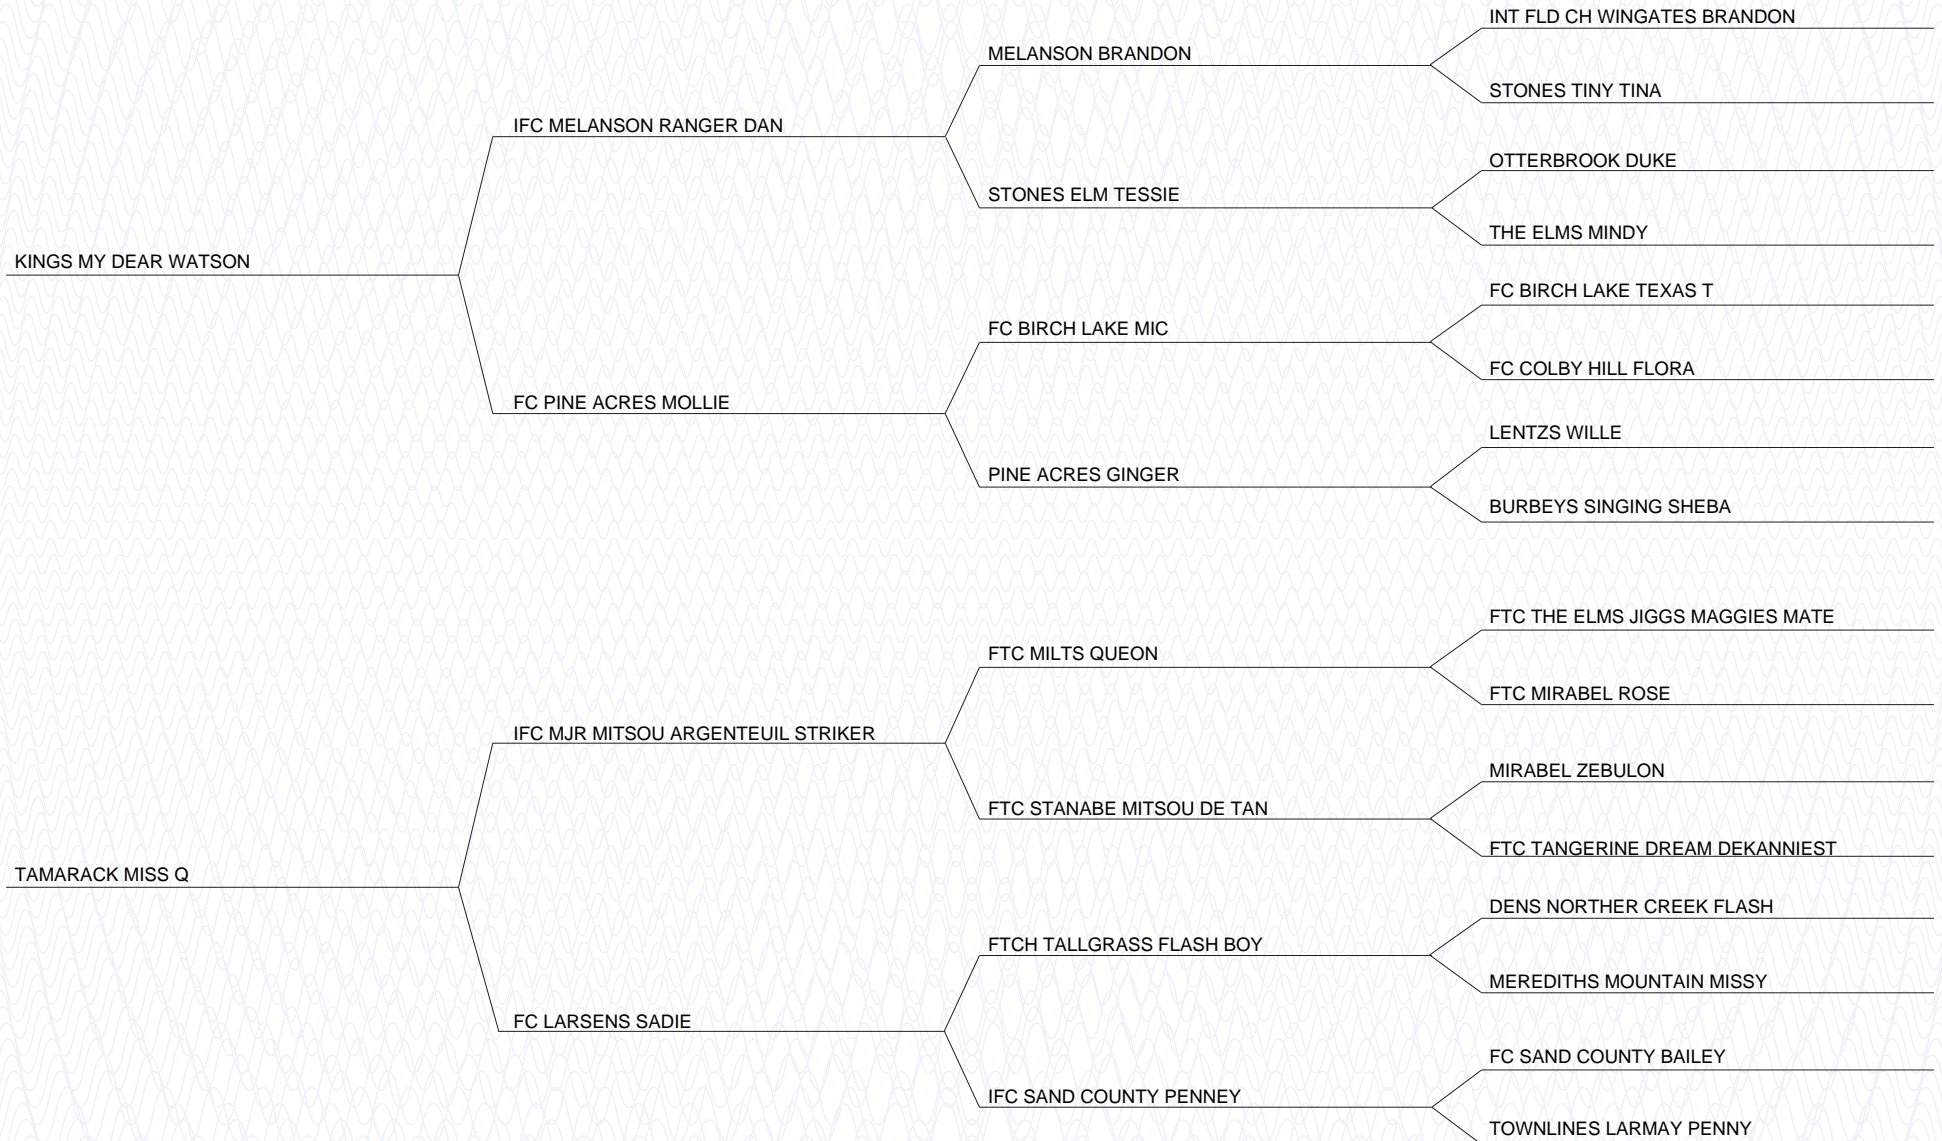 INT FLD CH WINGATES BRANDON
MELANSON BRANDON
STONES TINY TINA
IFC MELANSON RANGER DAN
OTTERBROOK DUKE
STONES ELM TESSIE
THE ELMS MINDY
KINGS MY DEAR WATSON
FC BIRCH LAKE TEXAS T
FC BIRCH LAKE MIC
FC COLBY HILL FLORA
FC PINE ACRES MOLLIE
LENTZS WILLE
PINE ACRES GINGER
BURBEYS SINGING SHEBA
FTC THE ELMS JIGGS MAGGIES MATE
FTC MILTS QUEON
FTC MIRABEL ROSE
IFC MJR MITSOU ARGENTEUIL STRIKER
MIRABEL ZEBULON
FTC STANABE MITSOU DE TAN
FTC TANGERINE DREAM DEKANNIEST
TAMARACK MISS Q
DENS NORTHER CREEK FLASH
FTCH TALLGRASS FLASH BOY
MEREDITHS MOUNTAIN MISSY
FC LARSENS SADIE
FC SAND COUNTY BAILEY
IFC SAND COUNTY PENNEY
TOWNLINES LARMAY PENNY